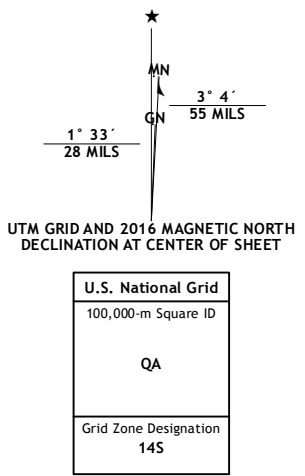 ★
MN
GN
3° 4´
55 MILS
1° 33´
28 MILS
UTM GRID AND 2016 MAGNETIC NORTH
DECLINATION AT CENTER OF SHEET
U.S. National Grid
100,000-m Square ID
QA
Grid Zone Designation
14S